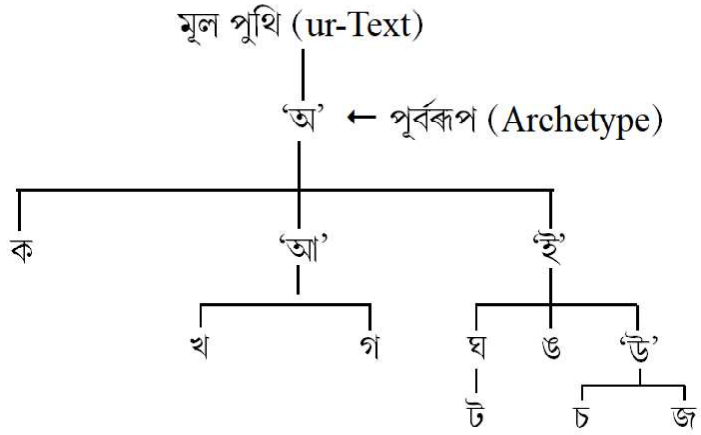 মূল পুথি (ur-Text)
‘অ’ ← পূৰ্বৰূপ (Archetype)
ক ‘আ’ ‘ই’
খ গ ঘ ঙ ‘উ’
ট চ জ